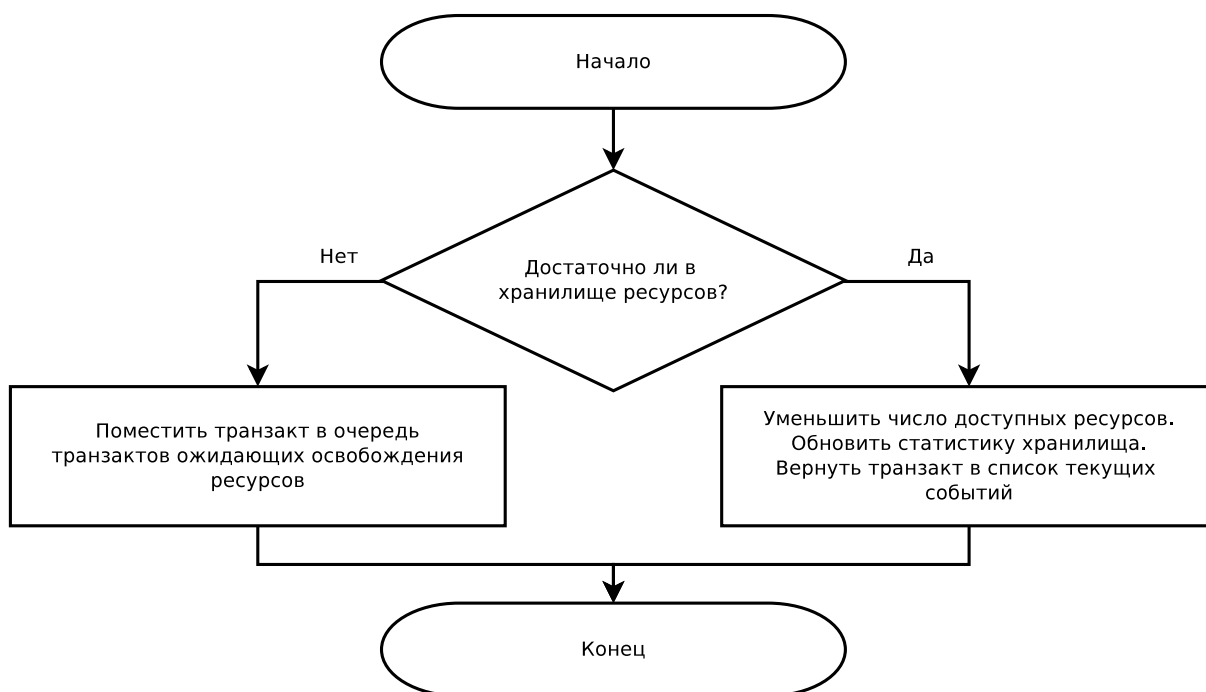 Начало
Нет
Да
Достаточно ли в
хранилище ресурсов?
Поместить транзакт в очередь
транзактов ожидающих освобождения
ресурсов
Уменьшить число доступных ресурсов.
Обновить статистику хранилища.
Вернуть транзакт в список текущих
событий
Конец